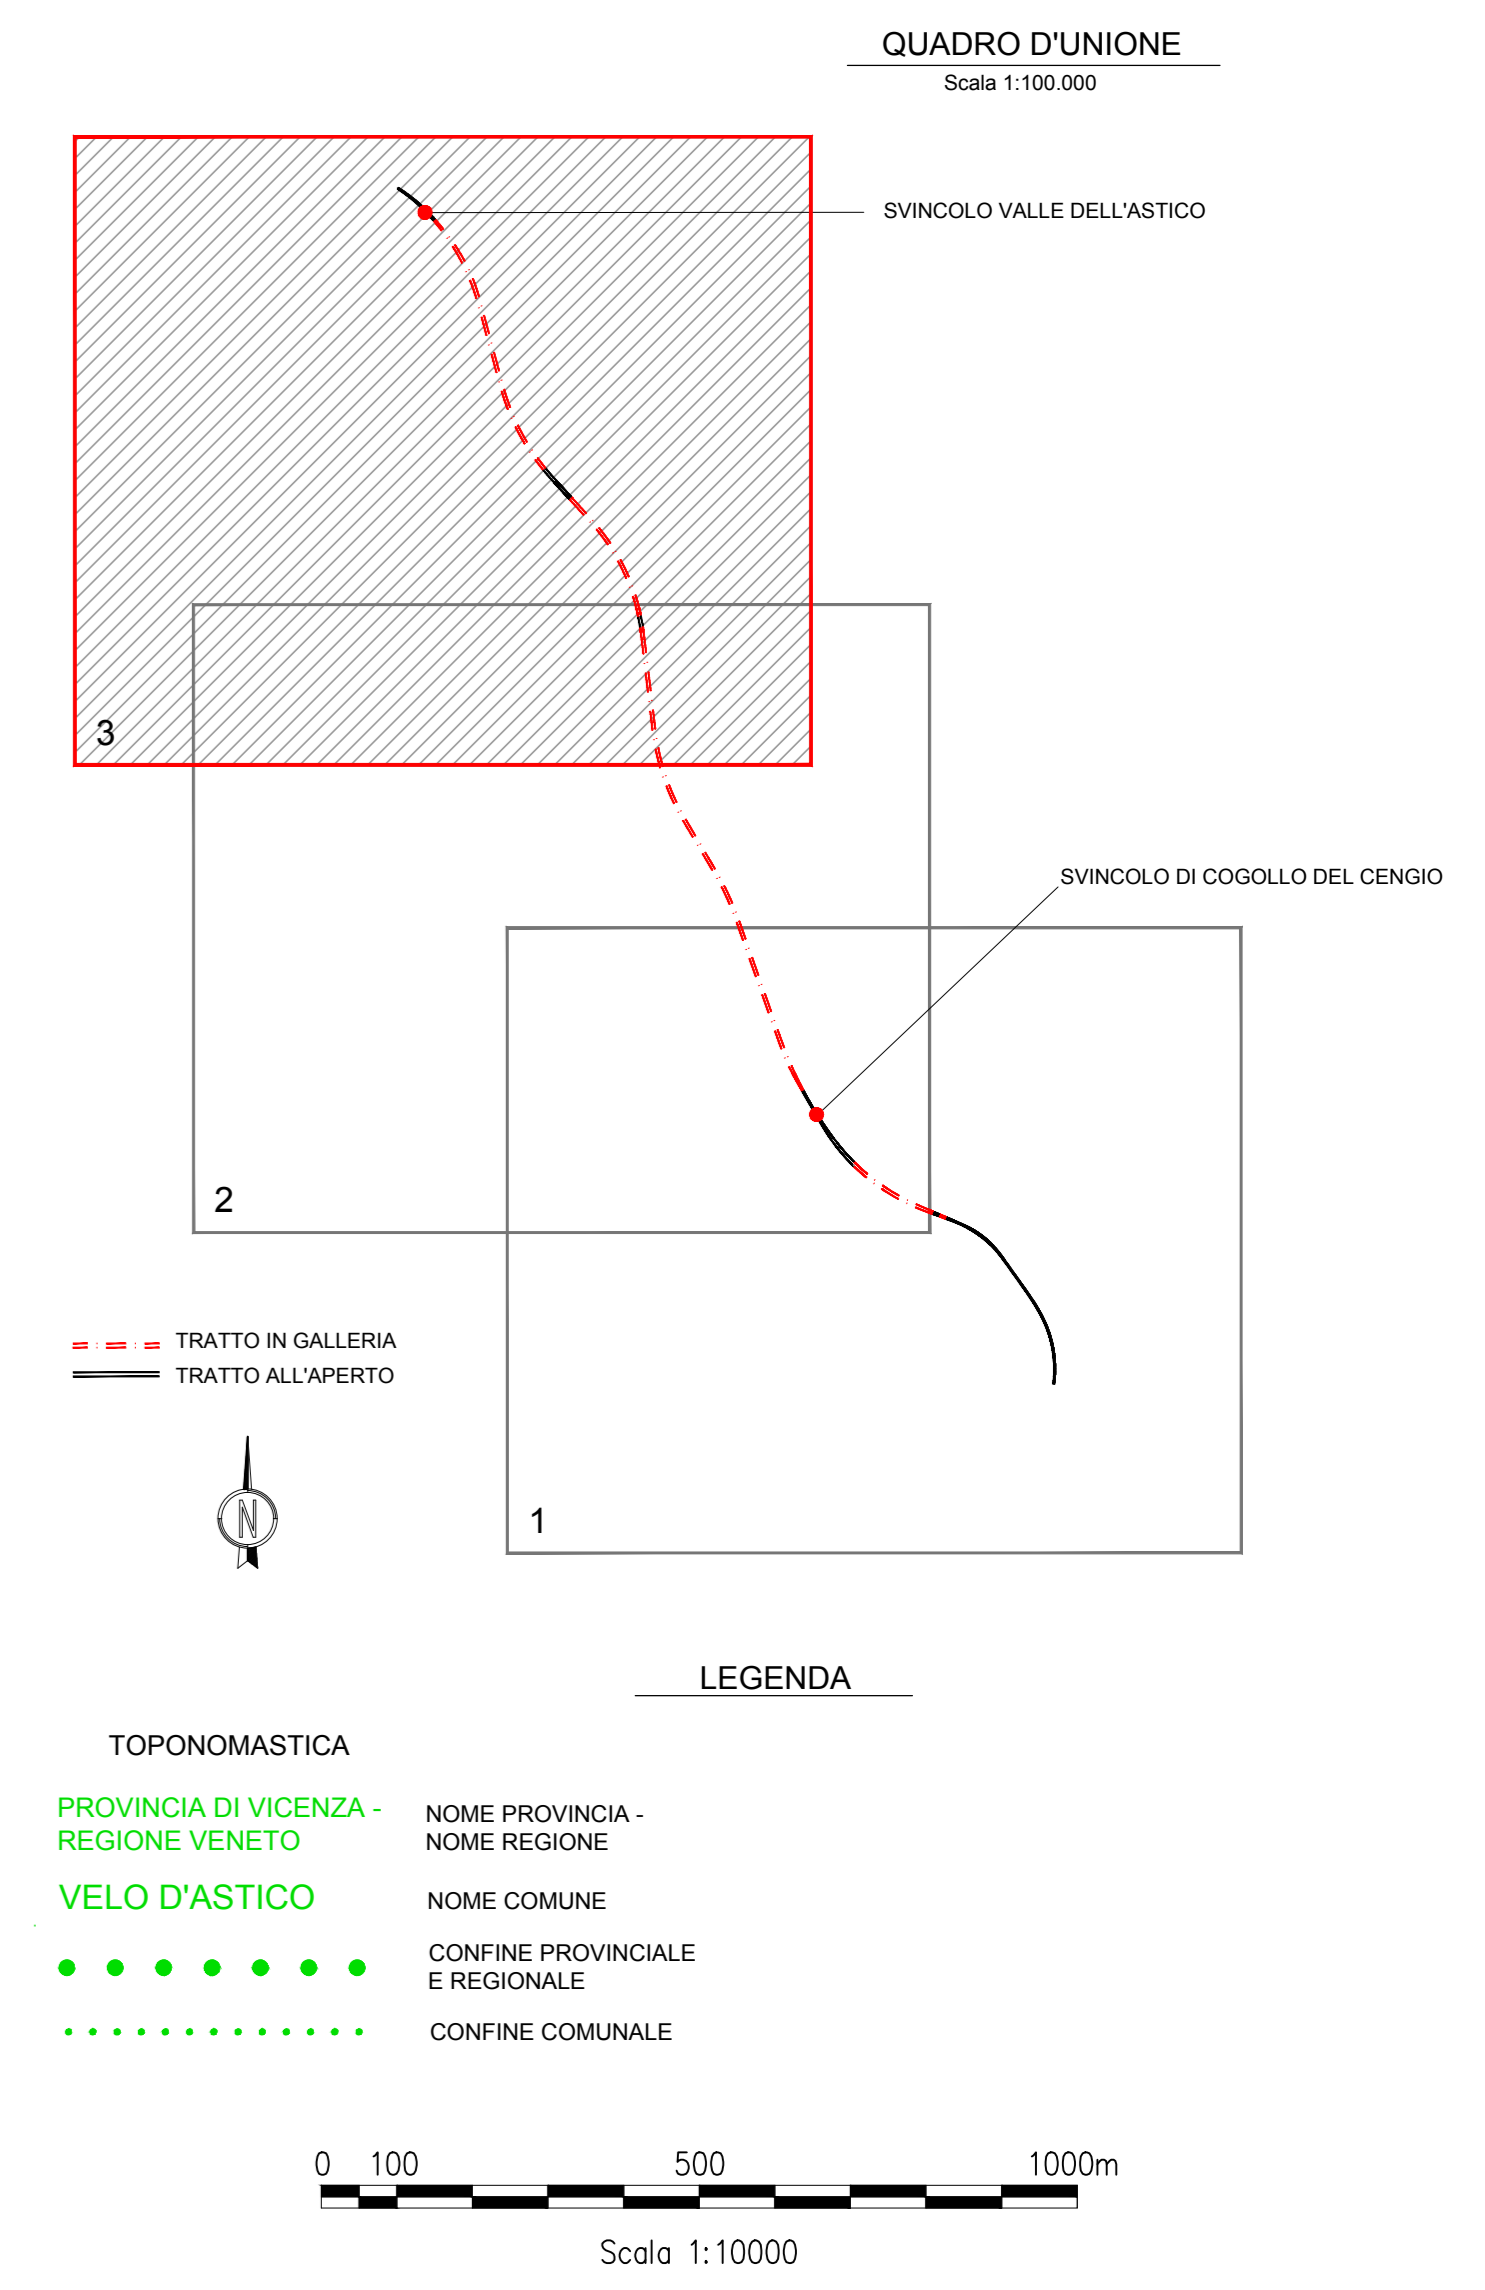 QUADRO D'UNIONE
Scala 1:100.000
SVINCOLO VALLE DELL'ASTICO
3
SVINCOLO DI COGOLLO DEL CENGIO
2
1
TRATTO IN GALLERIA
TRATTO ALL'APERTO
N
LEGENDA
TOPONOMASTICA
PROVINCIA DI VICENZA -
REGIONE VENETO
NOME PROVINCIA -
NOME REGIONE
VELO D'ASTICO
NOME COMUNE
CONFINE PROVINCIALE
E REGIONALE
CONFINE COMUNALE
0 100 500 1000m
Scala 1:10000